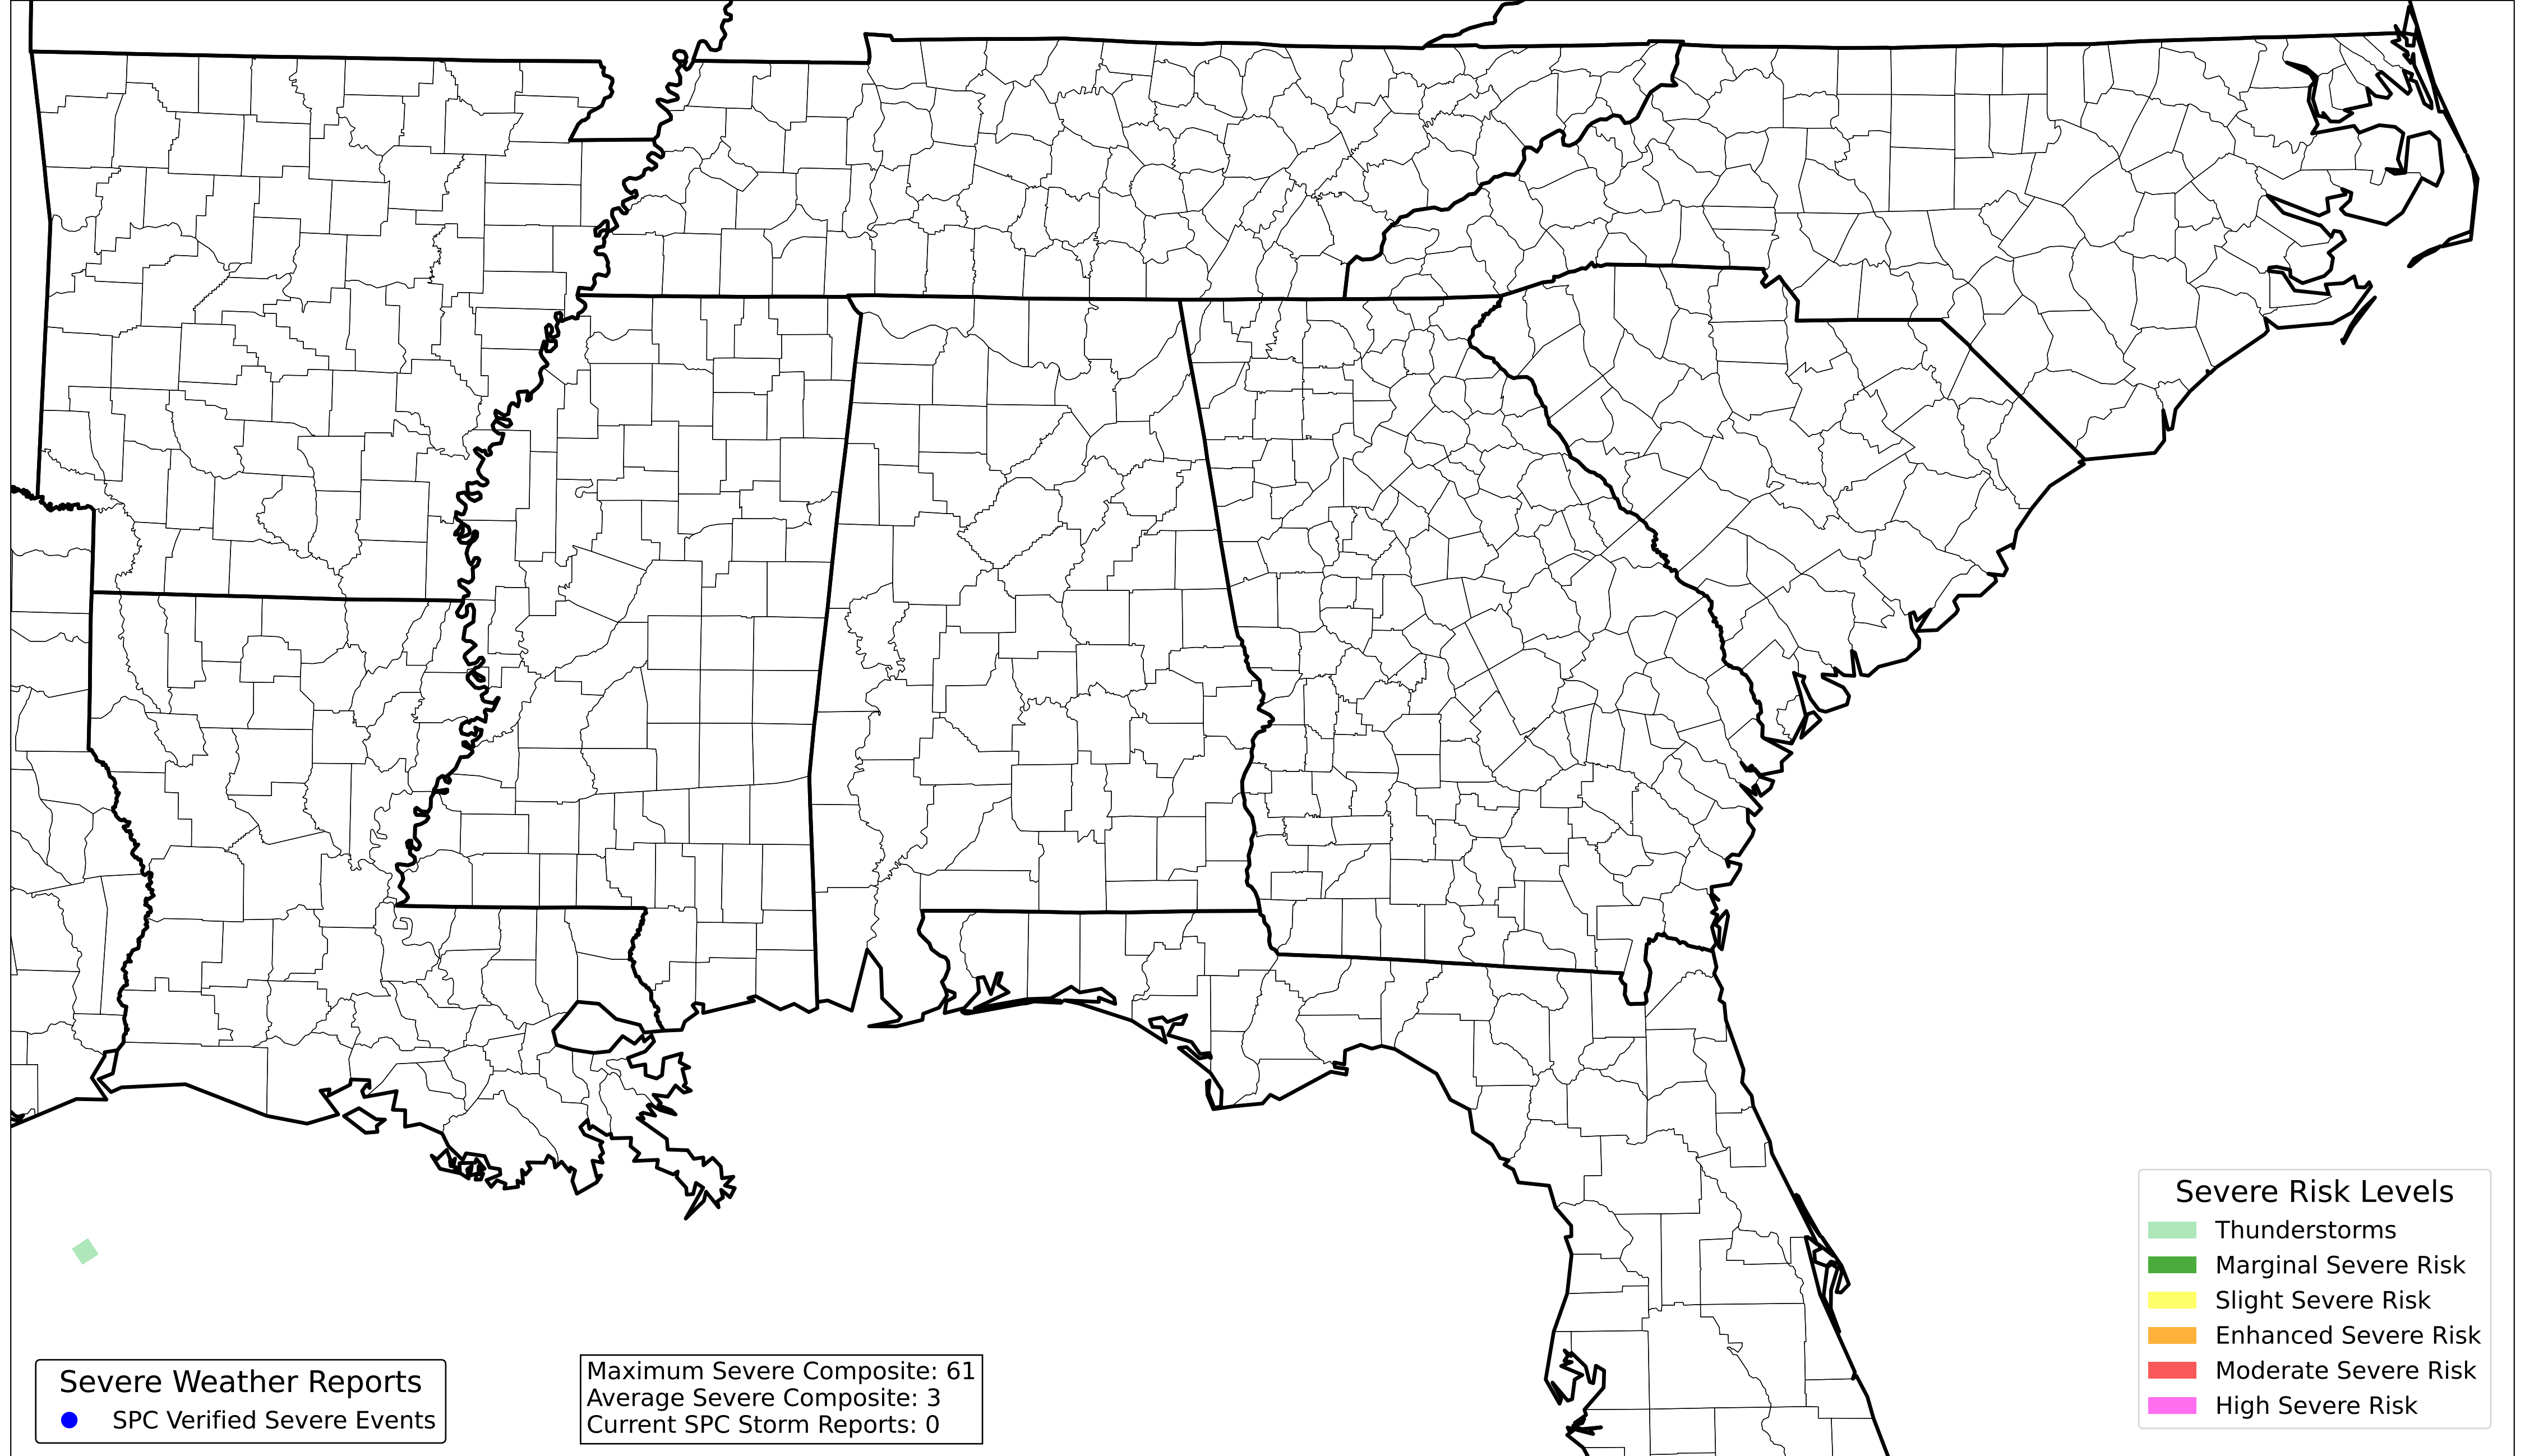 Severe Risk Levels
Thunderstorms
Marginal Severe Risk
Slight Severe Risk
Enhanced Severe Risk
Moderate Severe Risk
High Severe Risk
Severe Weather Reports
SPC Verified Severe Events
Maximum Severe Composite: 61
Average Severe Composite: 3
Current SPC Storm Reports: 0